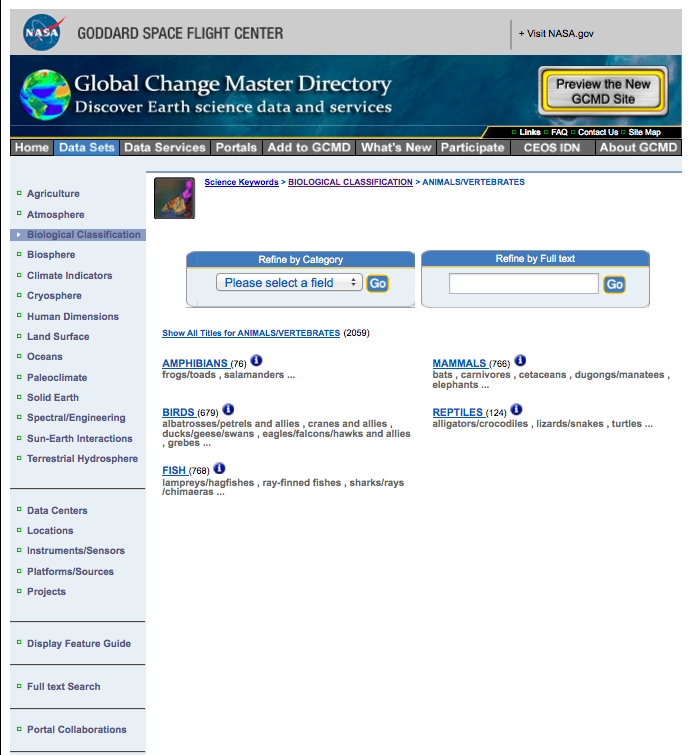 NASA
GODDARD SPACE FLIGHT CENTER
+ Visit NASA.gov
Global Change Master Directory
Discover Earth science data and services
Preview the New
GCMD Site
Links FAQ Contact Us Site Map
Home Data Sets Data Services Portals Add to GCMD What's New Participate CEOS IDN About GCMD
Science Keywords > BIOLOGICAL CLASSIFICATION > ANIMALS/VERTEBRATES
Agriculture
Atmosphere
Biological Classification
Biosphere
Climate Indicators
Cryosphere
Human Dimensions
Land Surface
Oceans
Paleoclimate
Solid Earth
Spectral/Engineering
Sun-Earth Interactions
Terrestrial Hydrosphere
Data Centers
Locations
Instruments/Sensors
Platforms/Sources
Projects
Display Feature Guide
Full text Search
Portal Collaborations
Refine by Category
Please select a field Go
Refine by Full text
Go
Show All Titles for ANIMALS/VERTEBRATES (2059)
AMPHIBIANS (76) i
frogs/toads , salamanders ...
MAMMALS (766) i
bats , carnivores , cetaceans , dugongs/manatees ,
elephants ...
BIRDS (679) i
albatrosses/petrels and allies , cranes and allies ,
ducks/geese/swans , eagles/falcons/hawks and allies
, grebes ...
REPTILES (124) i
alligators/crocodiles , lizards/snakes , turtles ...
FISH (768) i
lampreys/hagfishes , ray-finned fishes , sharks/rays
/chimaeras ...